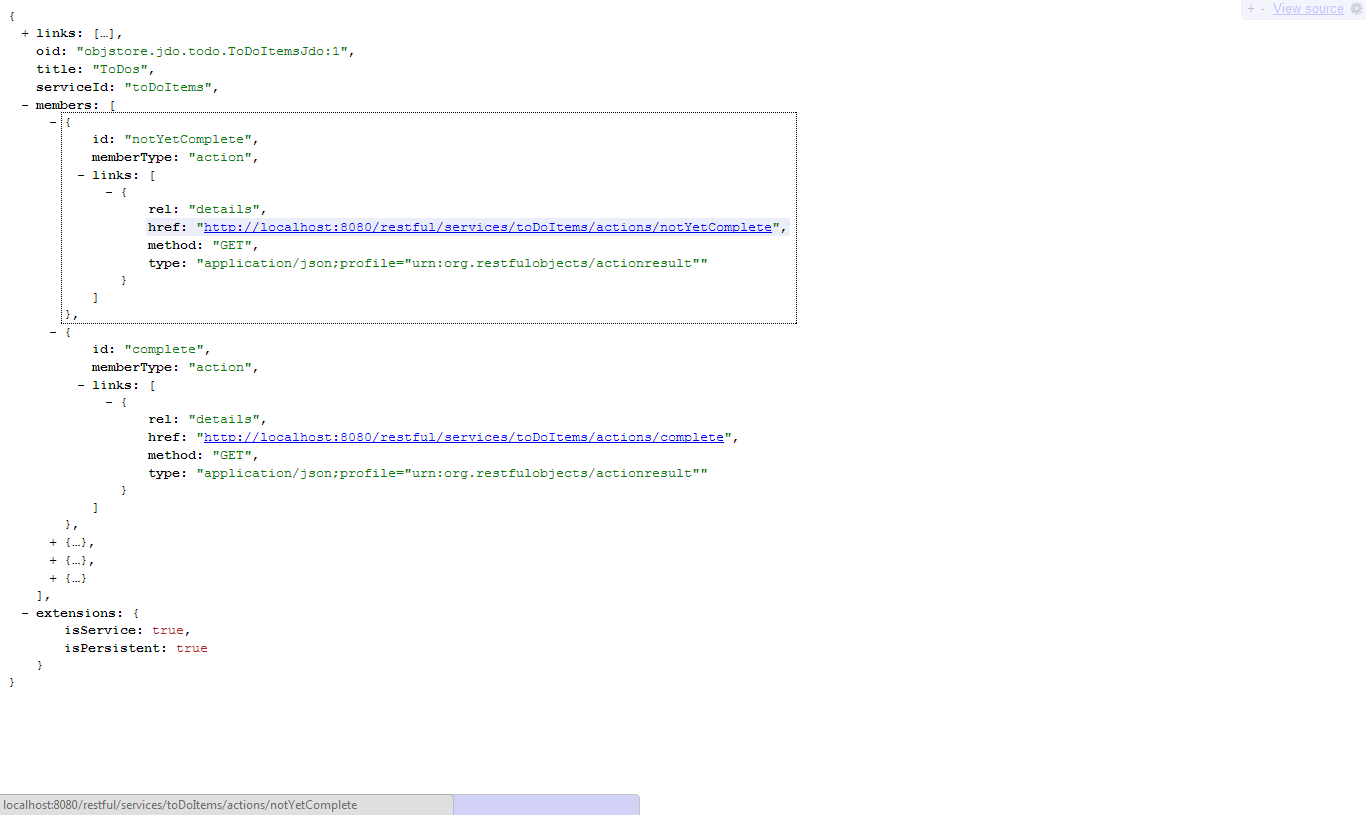 + - View source
{
+ links: […],
oid: "objstore.jdo.todo.ToDoItemsJdo:1",
title: "ToDos",
serviceId: "toDoItems",
- members: [
- {
id: "notYetComplete",
memberType: "action",
- links: [
- {
rel: "details",
href: "http://localhost:8080/restful/services/toDoItems/actions/notYetComplete",
method: "GET",
type: "application/json;profile="urn:org.restfulobjects/actionresult""
}
]
},
- {
id: "complete",
memberType: "action",
- links: [
- {
rel: "details",
href: "http://localhost:8080/restful/services/toDoItems/actions/complete",
method: "GET",
type: "application/json;profile="urn:org.restfulobjects/actionresult""
}
]
},
+ {…},
+ {…},
+ {…}
],
- extensions: {
isService: true,
isPersistent: true
}
}
localhost:8080/restful/services/toDoItems/actions/notYetComplete